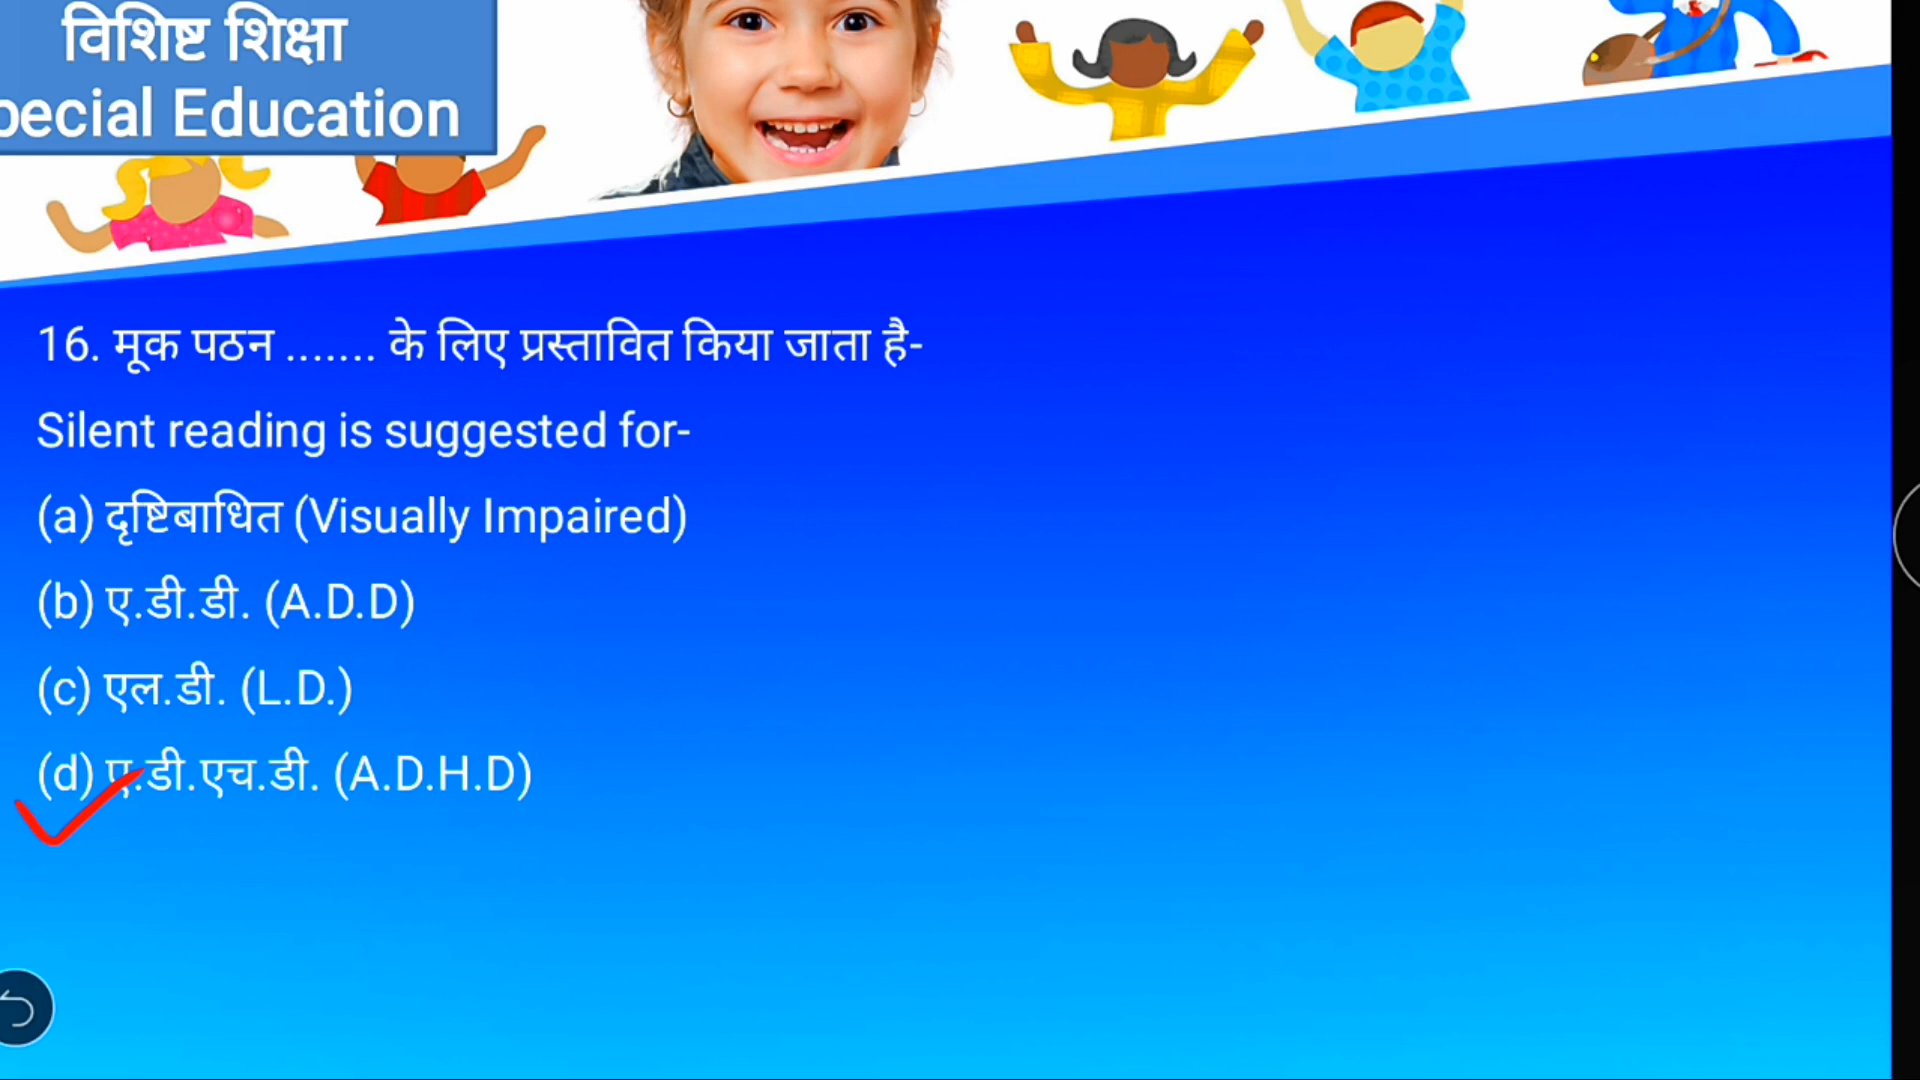 विशिष्ट शिक्षा
pecial Education
16. मूक पठन ....... के लिए प्रस्तावित किया जाता है-
Silent reading is suggested for-
(a) दृष्टिबाधित (Visually Impaired)
(b) ए.डी.डी. (A.D.D)
(c) एल.डी. (L.D.)
(d) ए.डी.एच.डी. (A.D.H.D)